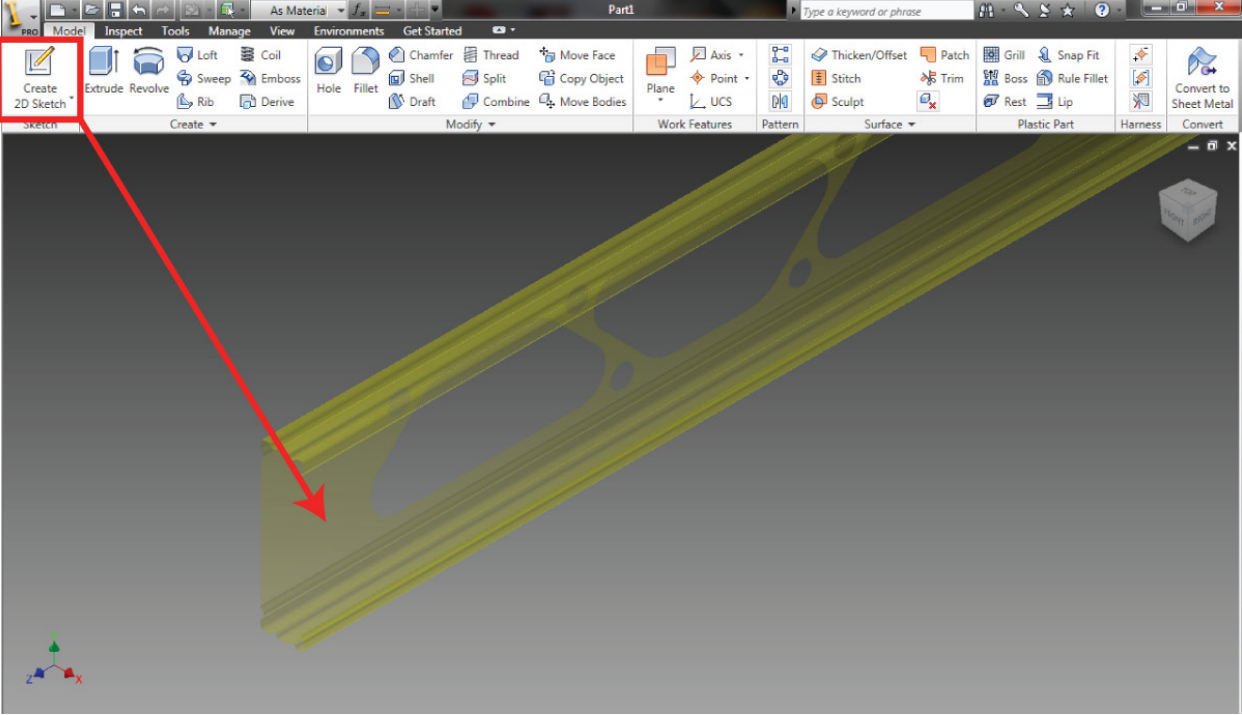 As Material
Part1
Type a keyword or phrase
PRO Model Inspect Tools Manage View Environments Get Started
Create
2D Sketch
Extrude
Revolve
Loft
Sweep
Rib
Coil
Emboss
Derive
Hole
Fillet
Chamfer
Shell
Draft
Thread
Split
Combine
Move Face
Copy Object
Move Bodies
Plane
Axis
Point
UCS
Thicken/Offset
Stitch
Sculpt
Patch
Trim
Grill
Boss
Rest
Snap Fit
Rule Fillet
Lip
Convert to
Sheet Metal
Sketch Create Modify Work Features Pattern Surface Plastic Part Harness Convert
TOP
FRONT RIGHT
Y
Z X